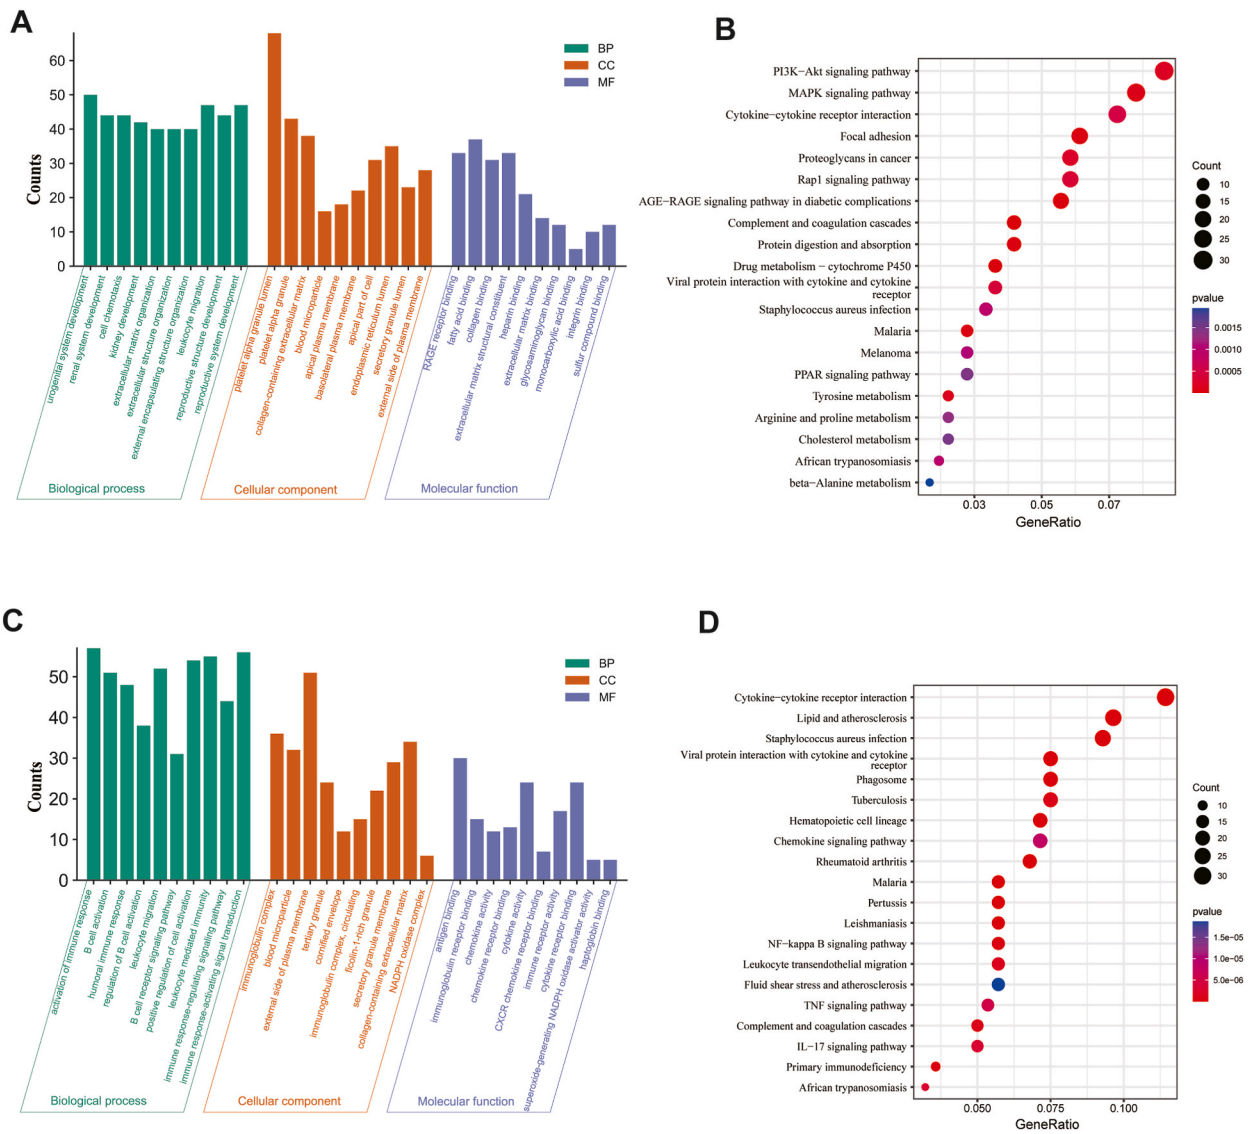 A
Counts
60
50
40
30
20
10
0
BP
CC
MF
urogenital system development
renal system development
cell chemotaxis
kidney development
extracellular matrix organization
extracellular structure organization
external encapsulating structure organization
leukocyte migration
reproductive structure development
reproductive system development
platelet alpha granule lumen
platelet alpha granule
collagen-containing extracellular matrix
blood microparticle
apical plasma membrane
basolateral plasma membrane
apical part of cell
endoplasmic reticulum lumen
secretory granule lumen
external side of plasma membrane
RAGE receptor binding
fatty acid binding
collagen binding
extracellular matrix structural constituent
heparin binding
extracellular matrix binding
glycosaminoglycan binding
monocarboxylic acid binding
integrin binding
sulfur compound binding
Biological process
Cellular component
Molecular function
B
PI3K−Akt signaling pathway
MAPK signaling pathway
Cytokine−cytokine receptor interaction
Focal adhesion
Proteoglycans in cancer
Rap1 signaling pathway
AGE−RAGE signaling pathway in diabetic complications
Complement and coagulation cascades
Protein digestion and absorption
Drug metabolism − cytochrome P450
Viral protein interaction with cytokine and cytokine
receptor
Staphylococcus aureus infection
Malaria
Melanoma
PPAR signaling pathway
Tyrosine metabolism
Arginine and proline metabolism
Cholesterol metabolism
African trypanosomiasis
beta−Alanine metabolism
0.03
0.05
0.07
GeneRatio
Count
10
15
20
25
30
pvalue
0.0015
0.0010
0.0005
C
Counts
50
40
30
20
10
0
BP
CC
MF
activation of immune response
B cell activation
humoral immune response
regulation of B cell activation
leukocyte migration
B cell receptor signaling pathway
positive regulation of cell activation
leukocyte mediated immunity
immune response-regulating signaling pathway
immune response-activating signal transduction
immunoglobulin complex
blood microparticle
external side of plasma membrane
tertiary granule
cornified envelope
immunoglobulin complex, circulating
ficolin-1-rich granule
secretory granule membrane
collagen-containing extracellular matrix
NADPH oxidase complex
antigen binding
immunoglobulin receptor binding
chemokine activity
chemokine receptor binding
cytokine activity
CXCR chemokine receptor binding
immune receptor activity
cytokine receptor binding
superoxide-generating NADPH oxidase activator activity
haptoglobin binding
Biological process
Cellular component
Molecular function
D
Cytokine−cytokine receptor interaction
Lipid and atherosclerosis
Staphylococcus aureus infection
Viral protein interaction with cytokine and cytokine
receptor
Phagosome
Tuberculosis
Hematopoietic cell lineage
Chemokine signaling pathway
Rheumatoid arthritis
Malaria
Pertussis
Leishmaniasis
NF−kappa B signaling pathway
Leukocyte transendothelial migration
Fluid shear stress and atherosclerosis
TNF signaling pathway
Complement and coagulation cascades
IL−17 signaling pathway
Primary immunodeficiency
African trypanosomiasis
0.050
0.075
0.100
GeneRatio
Count
10
15
20
25
30
pvalue
1.5e−05
1.0e−05
5.0e−06